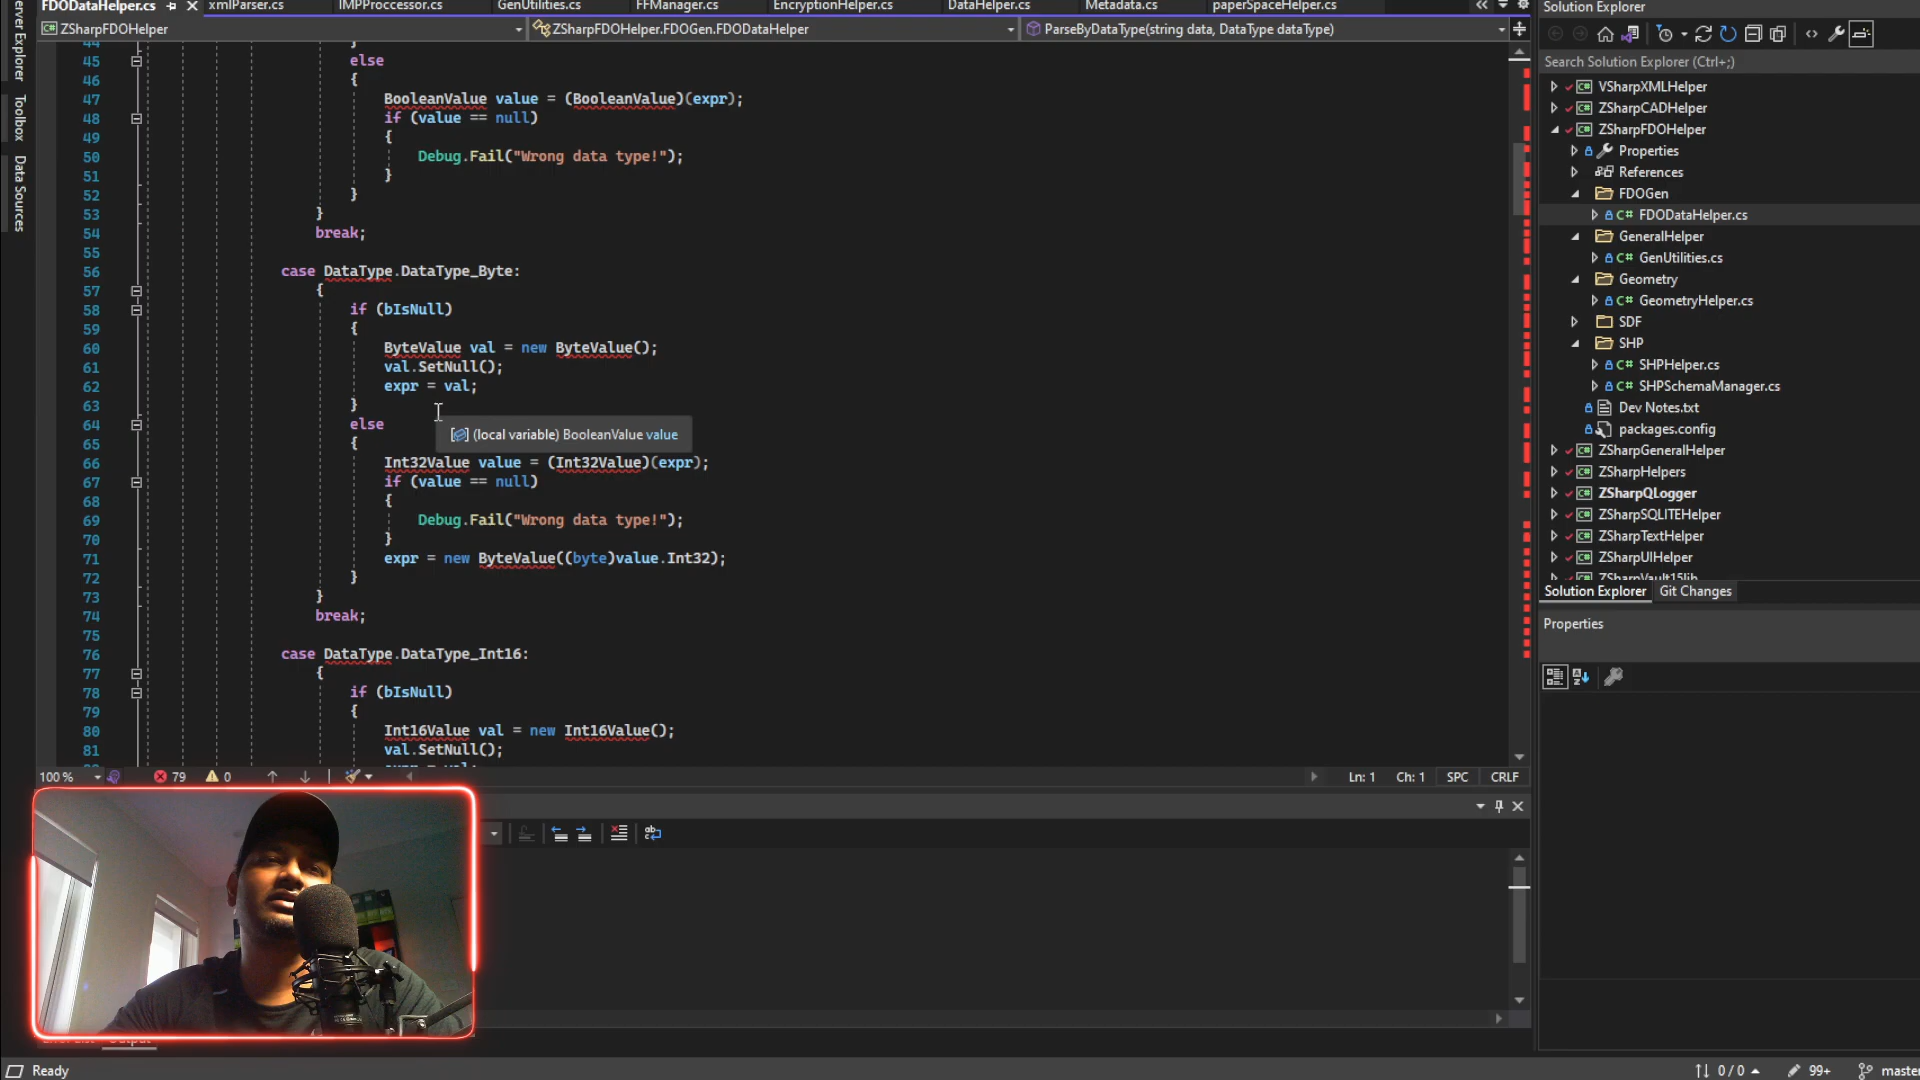 FDODataHelper.cs
xmlParser.cs
IMPProccessor.cs
GenUtilities.cs
FFManager.cs
EncryptionHelper.cs
DataHelper.cs
Metadata.cs
paperSpaceHelper.cs
ZSharpFDOHelper
ZSharpFDOHelper.FDOGen.FDODataHelper
ParseByDataType(string data, DataType dataType)
Toolbox
Data Sources
44 }
45 else
46 {
47 BooleanValue value = (BooleanValue)(expr);
48 if (value == null)
49 {
50 Debug.Fail("Wrong data type!");
51 }
52 }
53 }
54 break;
55
56 case DataType.DataType_Byte:
57 {
58 if (bIsNull)
59 {
60 ByteValue val = new ByteValue();
61 val.SetNull();
62 expr = val;
63 }
64 else
(local variable) BooleanValue value
65 {
66 Int32Value value = (Int32Value)(expr);
67 if (value == null)
68 {
69 Debug.Fail("Wrong data type!");
70 }
71 expr = new ByteValue((byte)value.Int32);
72 }
73 }
74 break;
75
76 case DataType.DataType_Int16:
77 {
78 if (bIsNull)
79 {
80 Int16Value val = new Int16Value();
81 val.SetNull();
100 %
79
0
Ln: 1 Ch: 1 SPC CRLF
Ready
Solution Explorer
Search Solution Explorer (Ctrl+;)
VSharpXMLHelper
ZSharpCADHelper
ZSharpFDOHelper
Properties
References
FDOGen
C# FDODataHelper.cs
GeneralHelper
C# GenUtilities.cs
Geometry
C# GeometryHelper.cs
SDF
SHP
C# SHPHelper.cs
C# SHPSchemaManager.cs
Dev Notes.txt
packages.config
ZSharpGeneralHelper
ZSharpHelpers
ZSharpQLogger
ZSharpSQLITEHelper
ZSharpTextHelper
ZSharpUIHelper
ZSharpVault15lib
Solution Explorer
Git Changes
Properties
0 / 0
99+
master